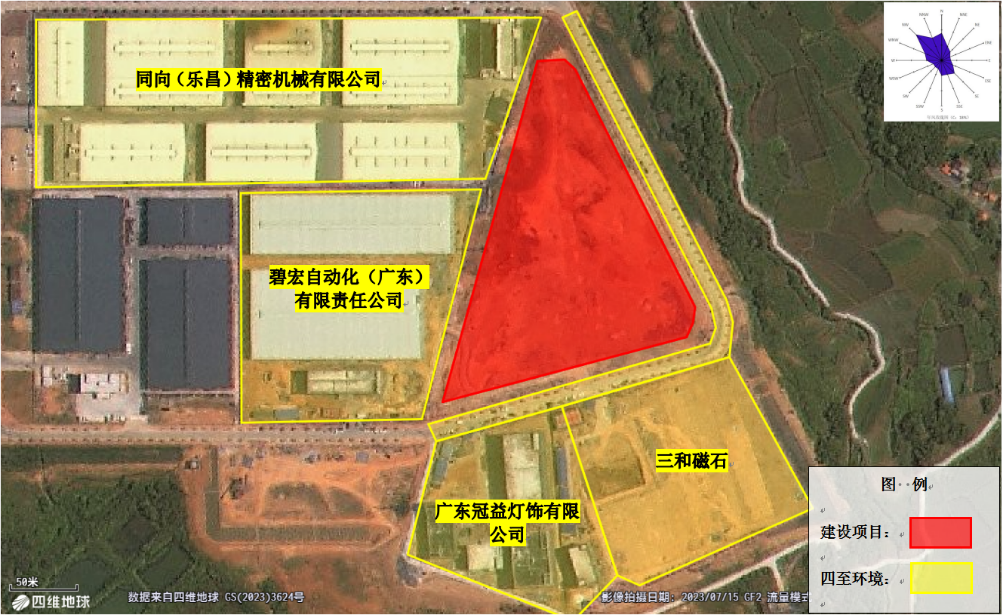 同向（乐昌）精密机械有限公司
碧宏自动化（广东）
有限责任公司
三和磁石
广东冠益灯饰有限
公司
图 例
建设项目：
四至环境：
50米
四维地球
数据来自四维地球 GS(2023)3624号
影像拍摄日期: 2023/07/15 GF2 流量模式